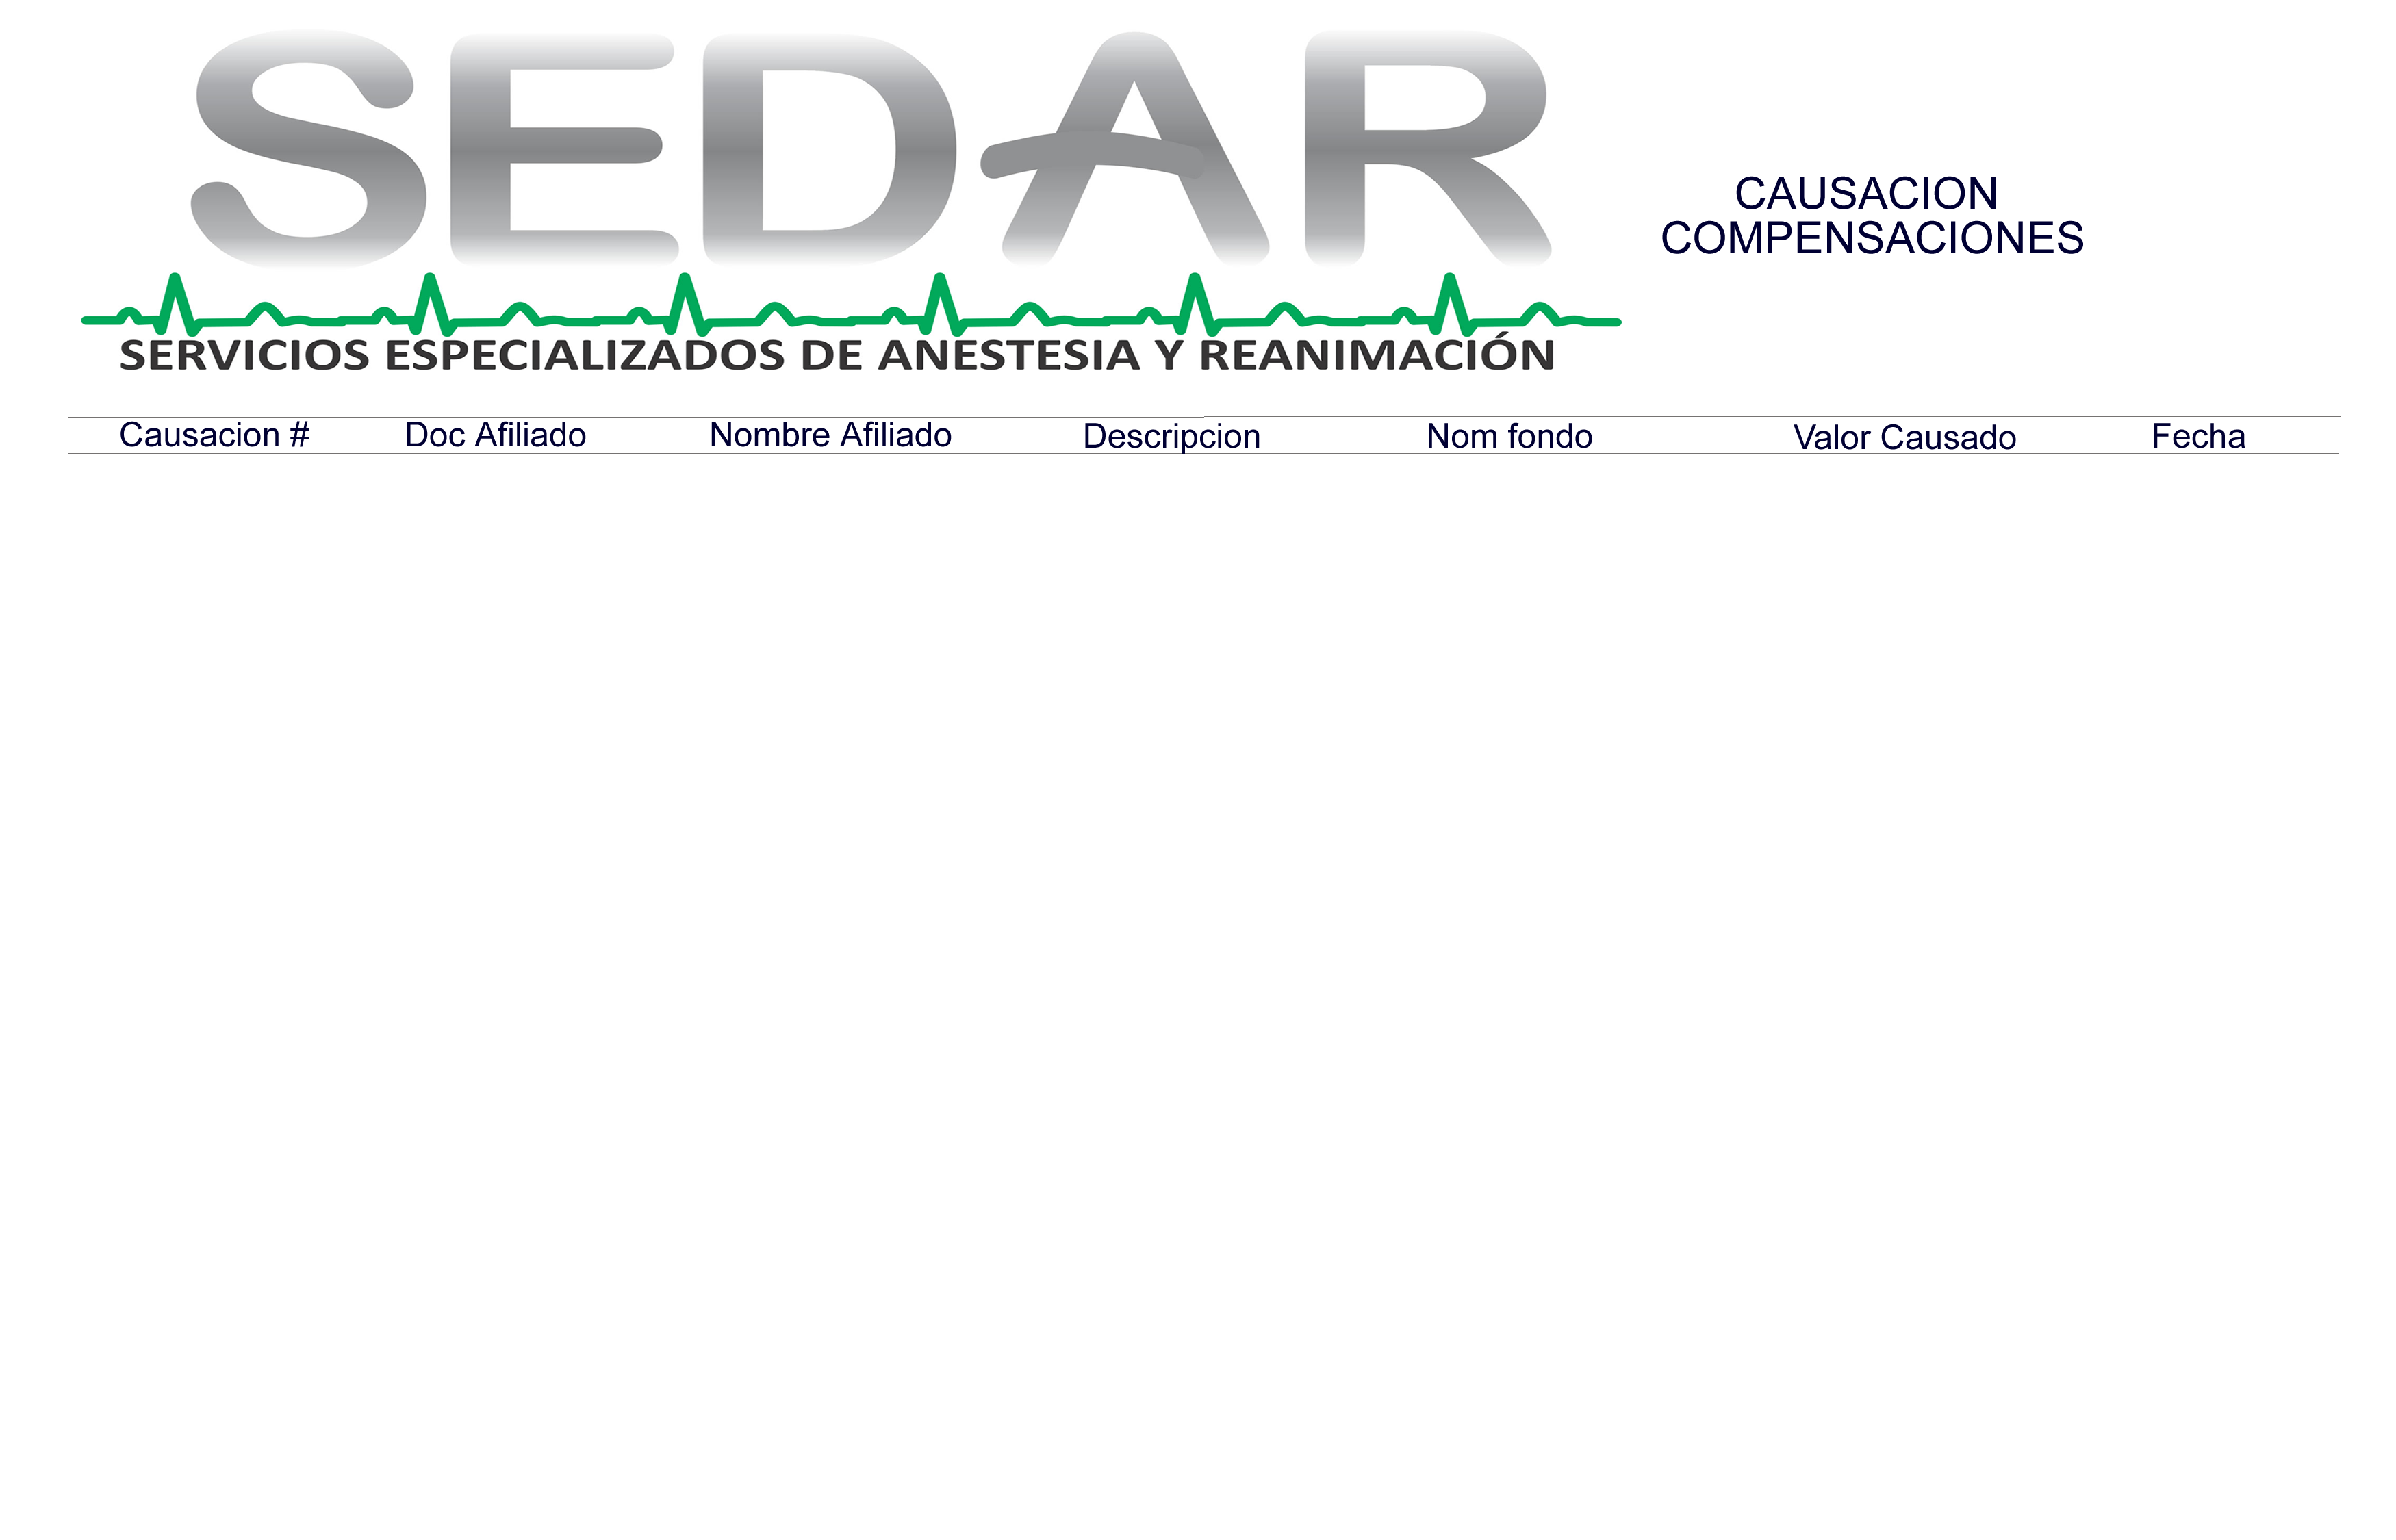 SEDAR
CAUSACION
COMPENSACIONES
SERVICIOS ESPECIALIZADOS DE ANESTESIA Y REANIMACIÓN
Causacion # Doc Afiliado Nombre Afiliado Descripcion Nom fondo Valor Causado Fecha